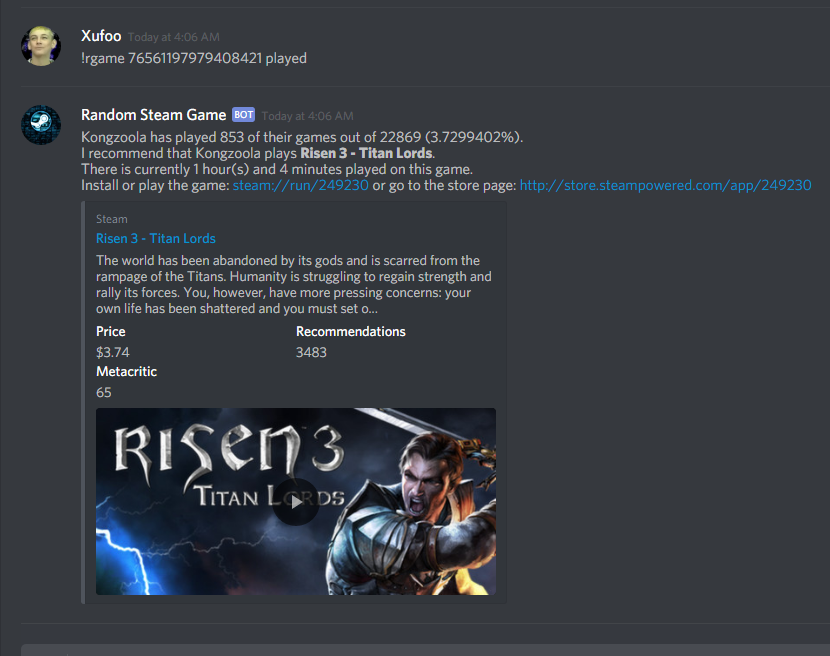 Xufoo Today at 4:06 AM
!rgame 76561197979408421 played
Random Steam Game BOT Today at 4:06 AM
Kongzoola has played 853 of their games out of 22869 (3.7299402%).
I recommend that Kongzoola plays Risen 3 - Titan Lords.
There is currently 1 hour(s) and 4 minutes played on this game.
Install or play the game: steam://run/249230 or go to the store page: http://store.steampowered.com/app/249230
Steam
Risen 3 - Titan Lords
The world has been abandoned by its gods and is scarred from the
rampage of the Titans. Humanity is struggling to regain strength and
rally its forces. You, however, have more pressing concerns: your
own life has been shattered and you must set o...
Price Recommendations
$3.74 3483
Metacritic
65
RISEN 3
TITAN LORDS